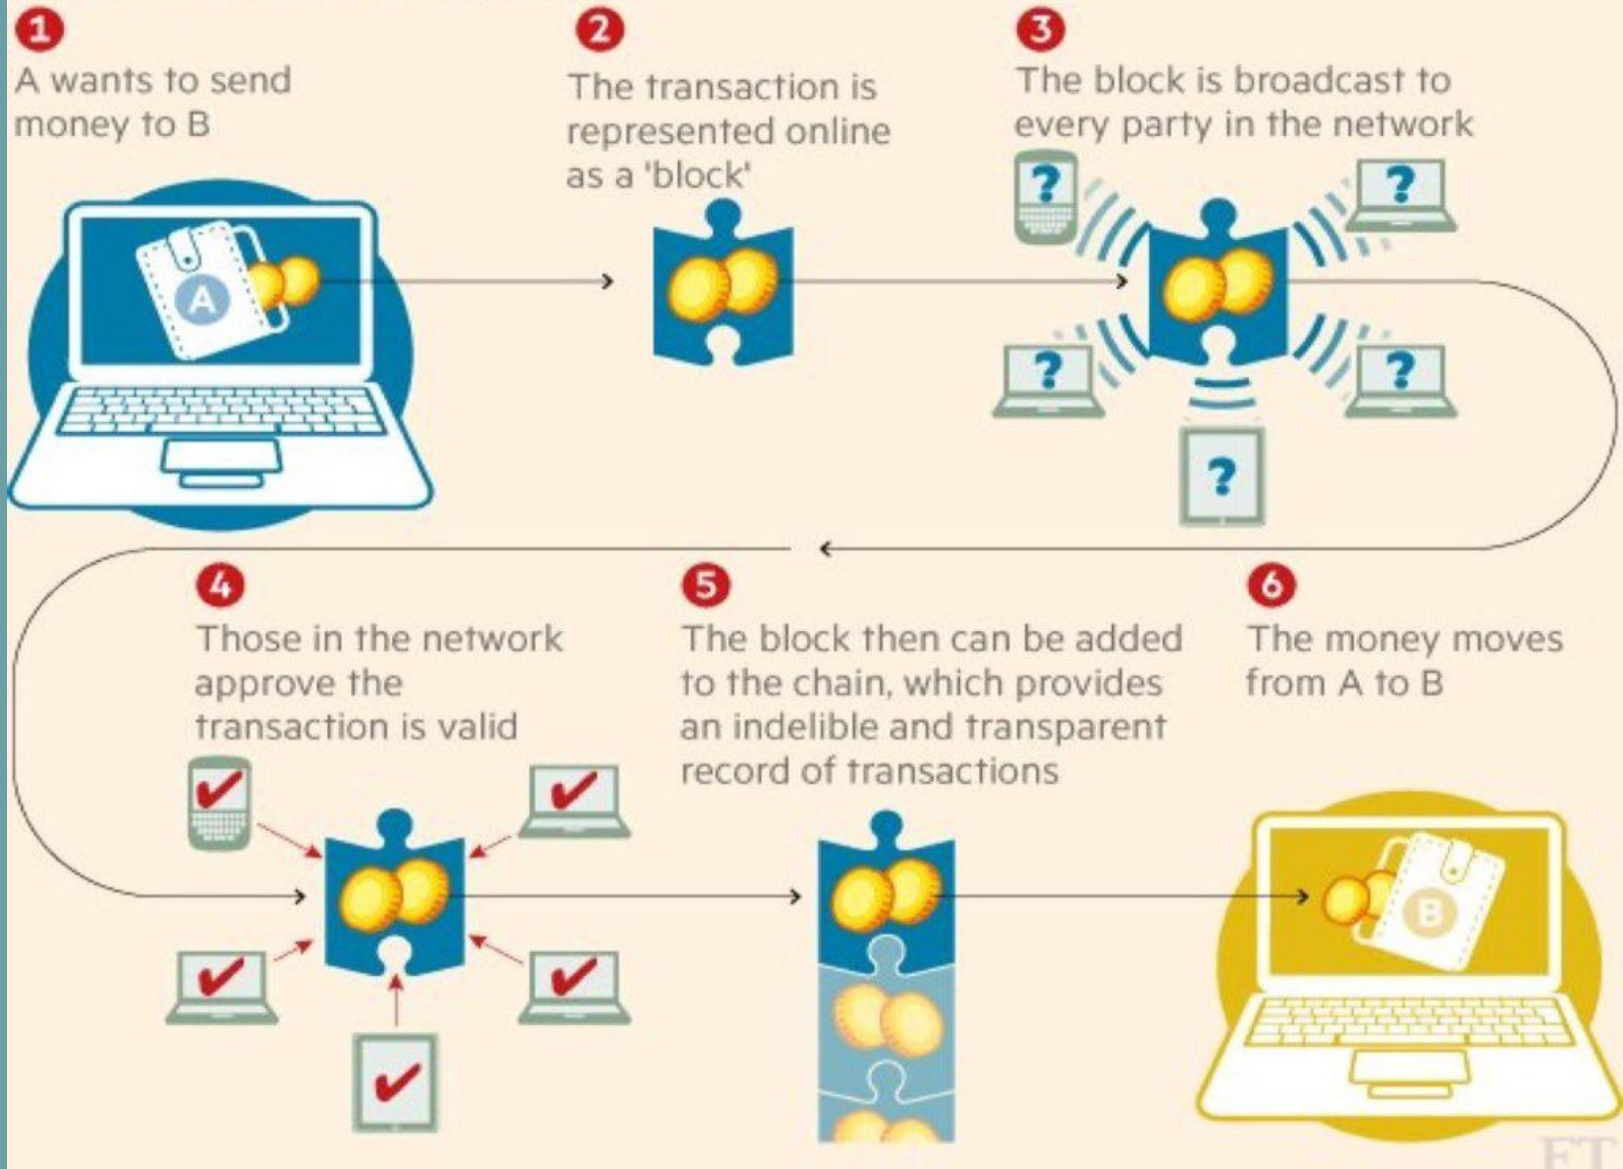 1
A wants to send
money to B
2
The transaction is
represented online
as a 'block'
3
The block is broadcast to
every party in the network
?
?
?
?
?
A
4
Those in the network
approve the
transaction is valid
5
The block then can be added
to the chain, which provides
an indelible and transparent
record of transactions
6
The money moves
from A to B
B
FT